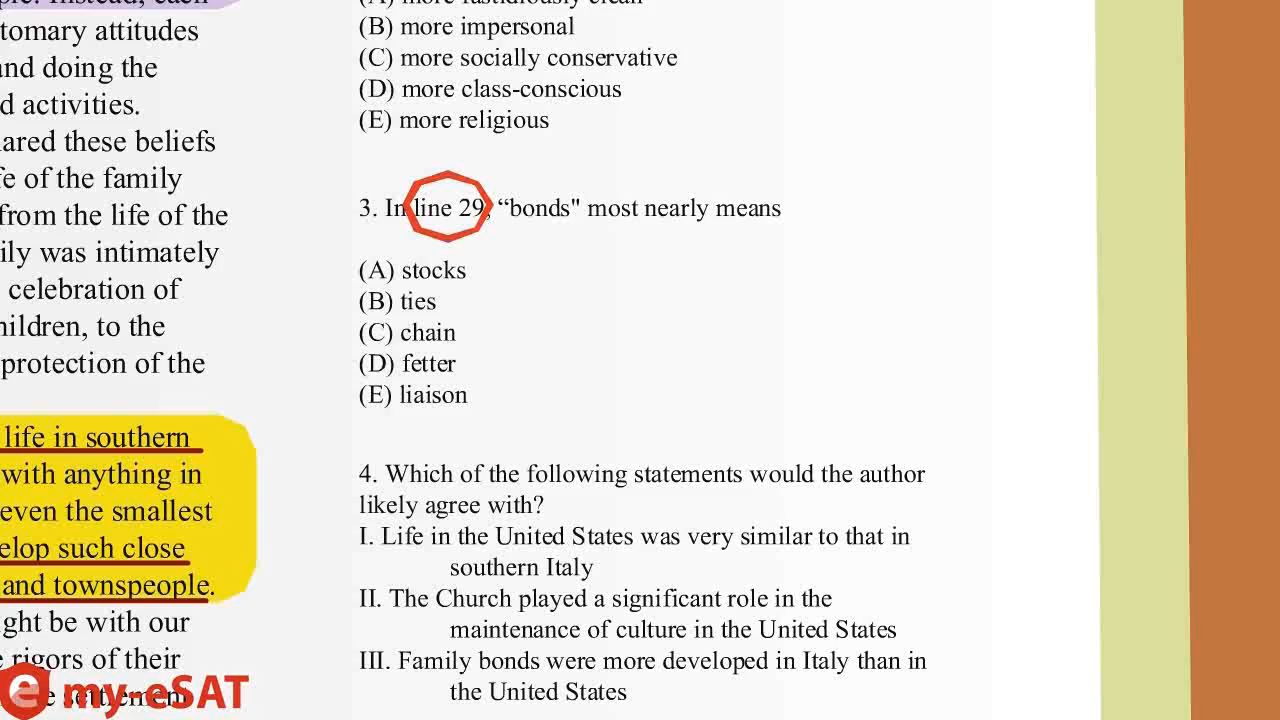 tomary attitudes
and doing the
d activities.
ared these beliefs
fe of the family
from the life of the
ily was intimately
celebration of
hildren, to the
protection of the
life in southern
with anything in
even the smallest
elop such close
and townspeople.
ght be with our
rigors of their
my-eSAT
(B) more impersonal
(C) more socially conservative
(D) more class-conscious
(E) more religious
3. In line 29, “bonds" most nearly means
(A) stocks
(B) ties
(C) chain
(D) fetter
(E) liaison
4. Which of the following statements would the author
likely agree with?
I. Life in the United States was very similar to that in
southern Italy
II. The Church played a significant role in the
maintenance of culture in the United States
III. Family bonds were more developed in Italy than in
the United States